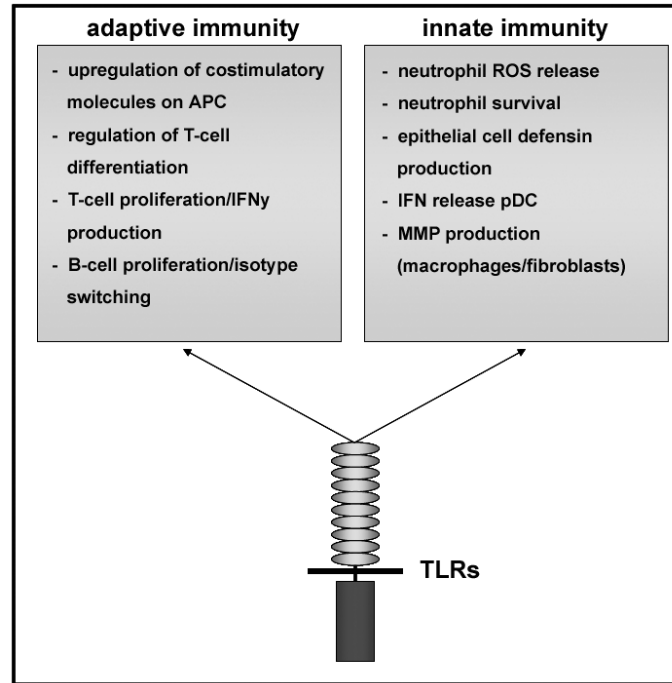 adaptive immunity
- upregulation of costimulatory
molecules on APC
- regulation of T-cell
differentiation
- T-cell proliferation/IFNy
production
- B-cell proliferation/isotype
switching
innate immunity
- neutrophil ROS release
- neutrophil survival
- epithelial cell defensin
production
- IFN release pDC
- MMP production
(macrophages/fibroblasts)
TLRs